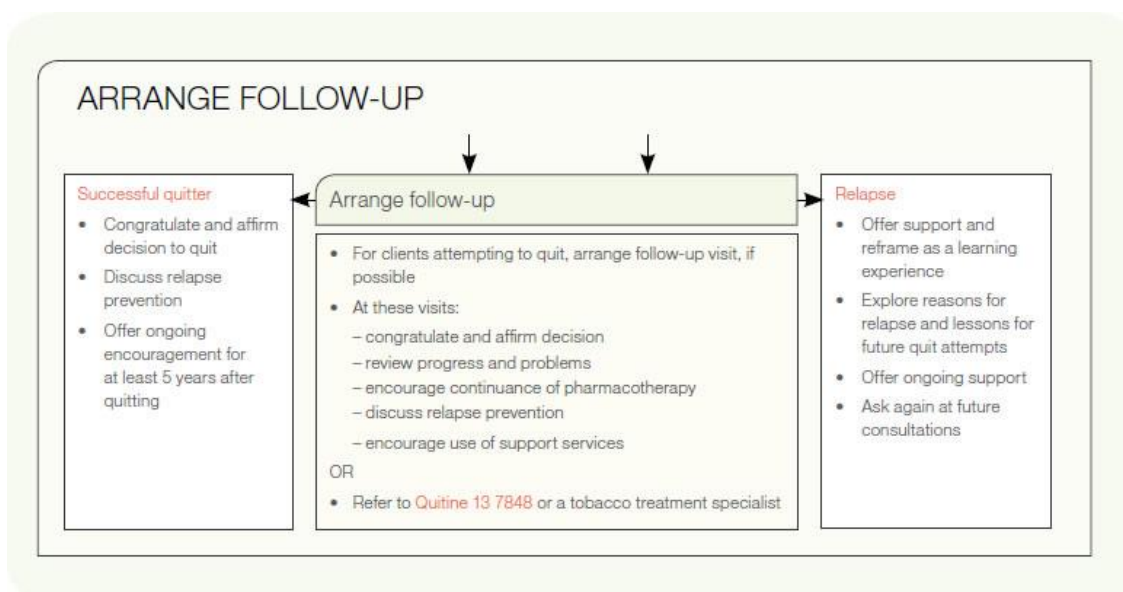 ARRANGE FOLLOW-UP
Successful quitter
• Congratulate and affirm
decision to quit
• Discuss relapse
prevention
• Offer ongoing
encouragement for
at least 5 years after
quitting
Arrange follow-up
• For clients attempting to quit, arrange follow-up visit, if
possible
• At these visits:
– congratulate and affirm decision
– review progress and problems
– encourage continuance of pharmacotherapy
– discuss relapse prevention
– encourage use of support services
OR
• Refer to Quitine 13 7848 or a tobacco treatment specialist
Relapse
• Offer support and
reframe as a learning
experience
• Explore reasons for
relapse and lessons for
future quit attempts
• Offer ongoing support
• Ask again at future
consultations